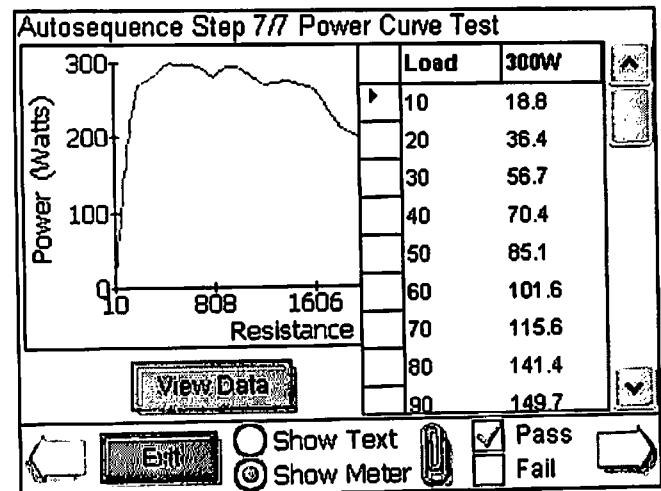 Autosequence Step 7/7 Power Curve Test
300
200
100
0
Power (Watts)
10 808 1606
Resistance
Load 300W
10 18.8
20 36.4
30 56.7
40 70.4
50 85.1
60 101.6
70 115.6
80 141.4
90 149.7
View Data
Exit
Show Text
Show Meter
Pass
Fail